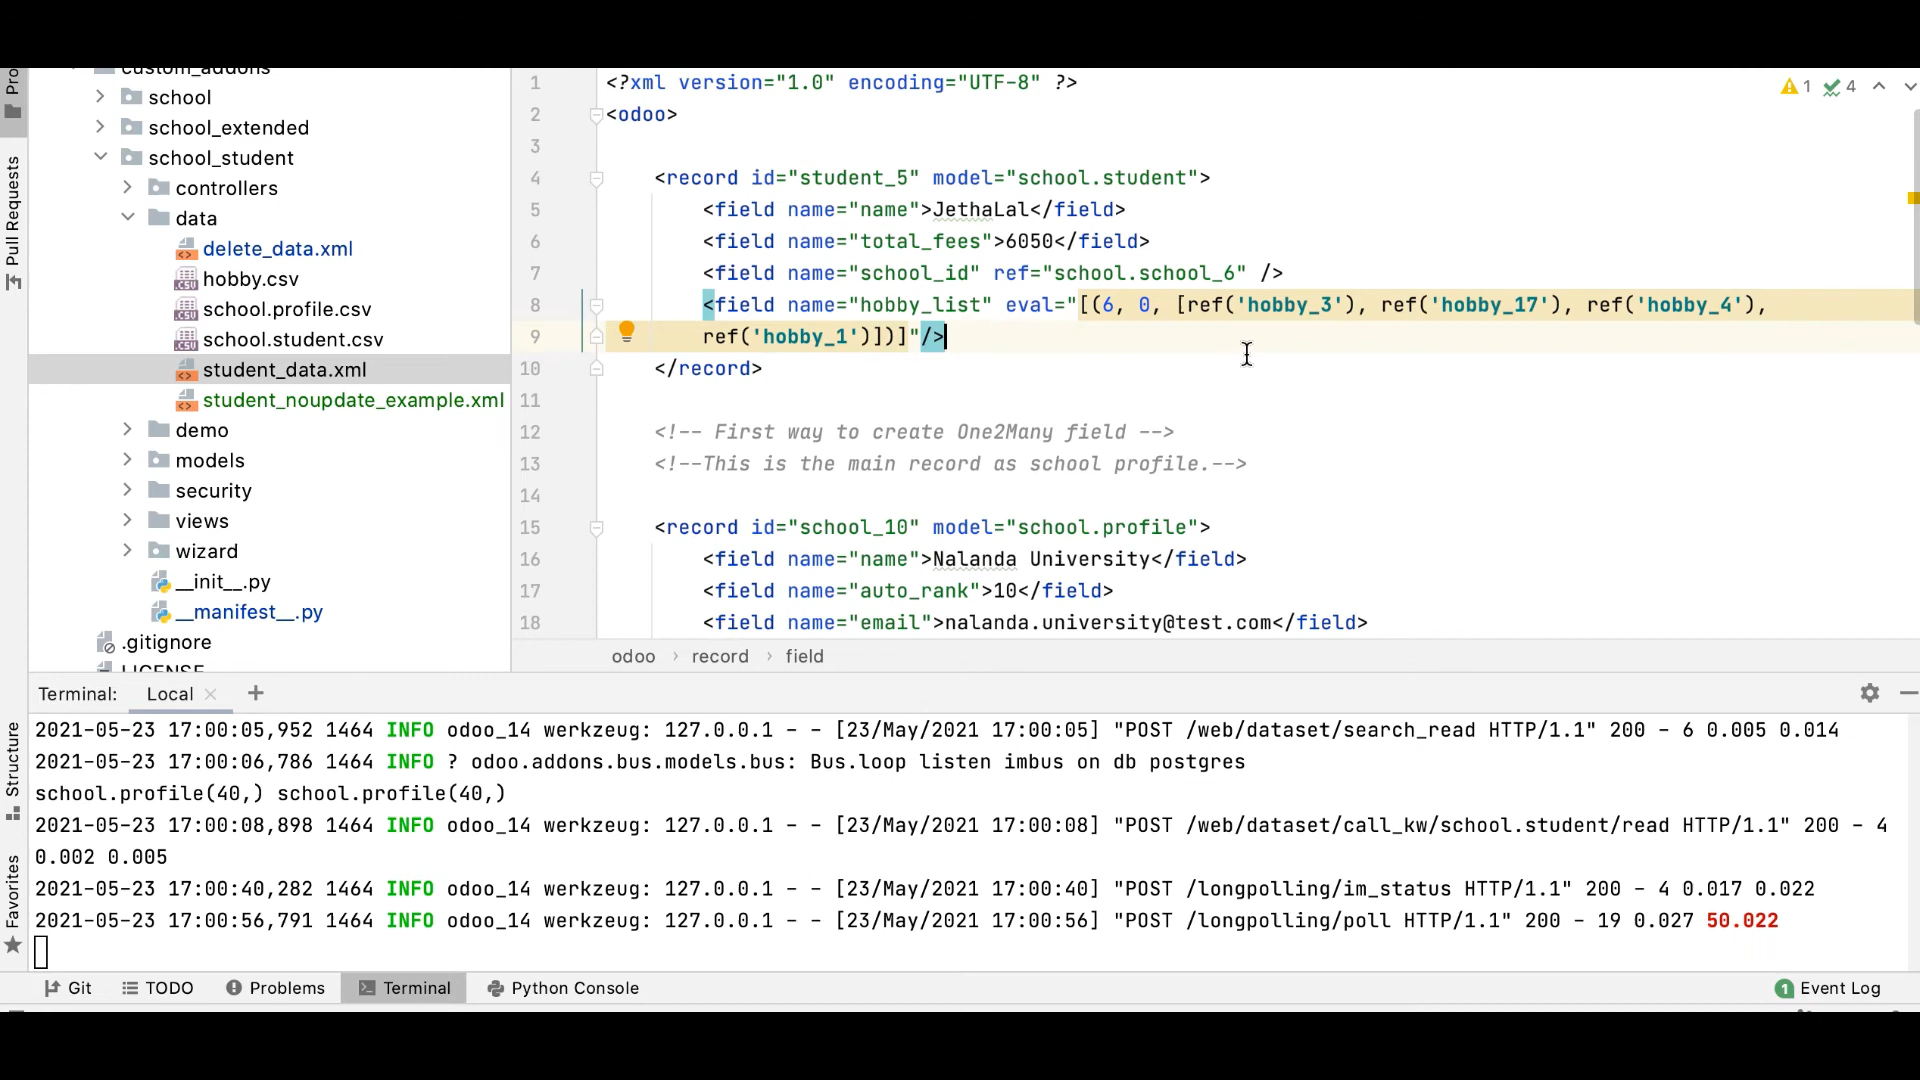 Pro
Pull Requests
Structure
Favorites
custom_addons
school
school_extended
school_student
controllers
data
delete_data.xml
hobby.csv
school.profile.csv
school.student.csv
student_data.xml
student_noupdate_example.xml
demo
models
security
views
wizard
__init__.py
__manifest__.py
.gitignore
LICENSE
1 4
1 <?xml version="1.0" encoding="UTF-8" ?>
2 <odoo>
3
4 <record id="student_5" model="school.student">
5 <field name="name">JethaLal</field>
6 <field name="total_fees">6050</field>
7 <field name="school_id" ref="school.school_6" />
8 <field name="hobby_list" eval="[(6, 0, [ref('hobby_3'), ref('hobby_17'), ref('hobby_4'),
9 ref('hobby_1')])]"/>
10 </record>
11
12 <!-- First way to create One2Many field -->
13 <!--This is the main record as school profile.-->
14
15 <record id="school_10" model="school.profile">
16 <field name="name">Nalanda University</field>
17 <field name="auto_rank">10</field>
18 <field name="email">nalanda.university@test.com</field>
odoo › record › field
Terminal: Local × +
2021-05-23 17:00:05,952 1464 INFO odoo_14 werkzeug: 127.0.0.1 - - [23/May/2021 17:00:05] "POST /web/dataset/search_read HTTP/1.1" 200 - 6 0.005 0.014
2021-05-23 17:00:06,786 1464 INFO ? odoo.addons.bus.models.bus: Bus.loop listen imbus on db postgres
school.profile(40,) school.profile(40,)
2021-05-23 17:00:08,898 1464 INFO odoo_14 werkzeug: 127.0.0.1 - - [23/May/2021 17:00:08] "POST /web/dataset/call_kw/school.student/read HTTP/1.1" 200 - 4
0.002 0.005
2021-05-23 17:00:40,282 1464 INFO odoo_14 werkzeug: 127.0.0.1 - - [23/May/2021 17:00:40] "POST /longpolling/im_status HTTP/1.1" 200 - 4 0.017 0.022
2021-05-23 17:00:56,791 1464 INFO odoo_14 werkzeug: 127.0.0.1 - - [23/May/2021 17:00:56] "POST /longpolling/poll HTTP/1.1" 200 - 19 0.027 50.022
Git TODO Problems Terminal Python Console 1 Event Log